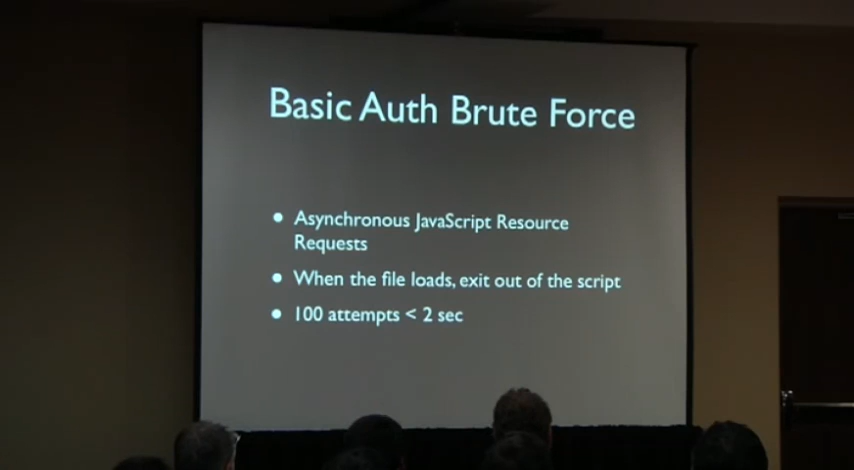 Basic Auth Brute Force
• Asynchronous JavaScript Resource
Requests
• When the file loads, exit out of the script
• 100 attempts < 2 sec